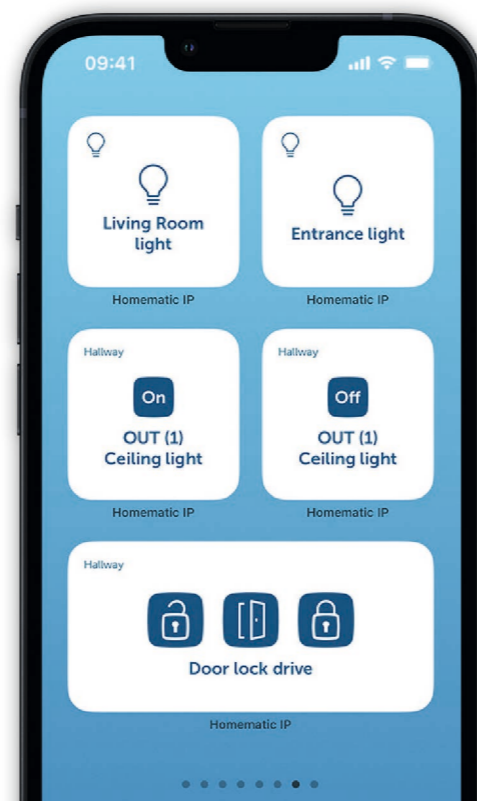 09:41
Living Room
light
Entrance light
Homematic IP
Homematic IP
Hallway
On
OUT (1)
Ceiling light
Hallway
Off
OUT (1)
Ceiling light
Homematic IP
Homematic IP
Hallway
Door lock drive
Homematic IP